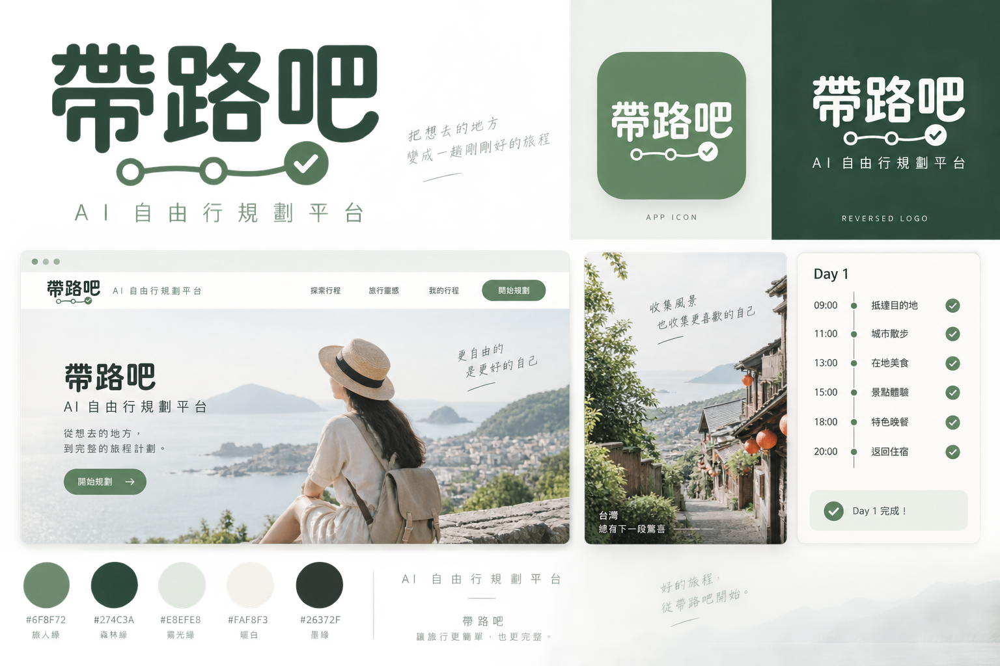 帶路吧
AI 自由行規劃平台
把想去的地方
變成一趟剛剛好的旅程
帶路吧
APP ICON
帶路吧
AI 自由行規劃平台
REVERSED LOGO
帶路吧
AI 自由行規劃平台
探索行程
旅行靈感
我的行程
開始規劃
帶路吧
AI 自由行規劃平台
從想去的地方，
到完整的旅程計劃。
開始規劃 →
更自由的
是更好的自己
收集風景
也收集更喜歡的自己
台灣
總有下一段驚喜
Day 1
09:00 抵達目的地
11:00 城市散步
13:00 在地美食
15:00 景點體驗
18:00 特色晚餐
20:00 返回住宿
Day 1 完成！
#6F8F72
旅人綠
#274C3A
森林綠
#E8EFE8
霧光綠
#FAF8F3
暖白
#26372F
墨綠
AI 自由行規劃平台
帶路吧
讓旅行更簡單，也更完整。
好的旅程，
從帶路吧開始。